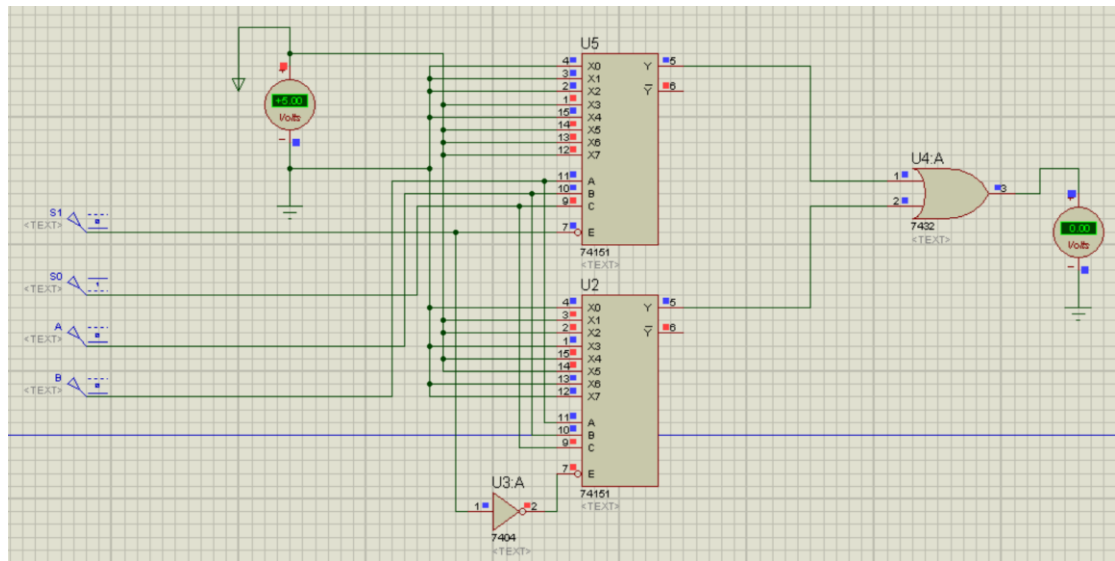 U5
4 X0 Y 5
3 X1
2 X2 Y 6
1 X3
15 X4
14 X5
13 X6
12 X7
11 A
10 B
9 C
7 E
74151
<TEXT>
+
+5.00
Volts
-
S1
<TEXT>
S0
<TEXT>
A
<TEXT>
B
<TEXT>
U4:A
1
2
3
7432
<TEXT>
+
0.00
Volts
-
U2
4 X0 Y 5
3 X1
2 X2 Y 6
1 X3
15 X4
14 X5
13 X6
12 X7
11 A
10 B
9 C
7 E
74151
<TEXT>
U3:A
1 2
7404
<TEXT>